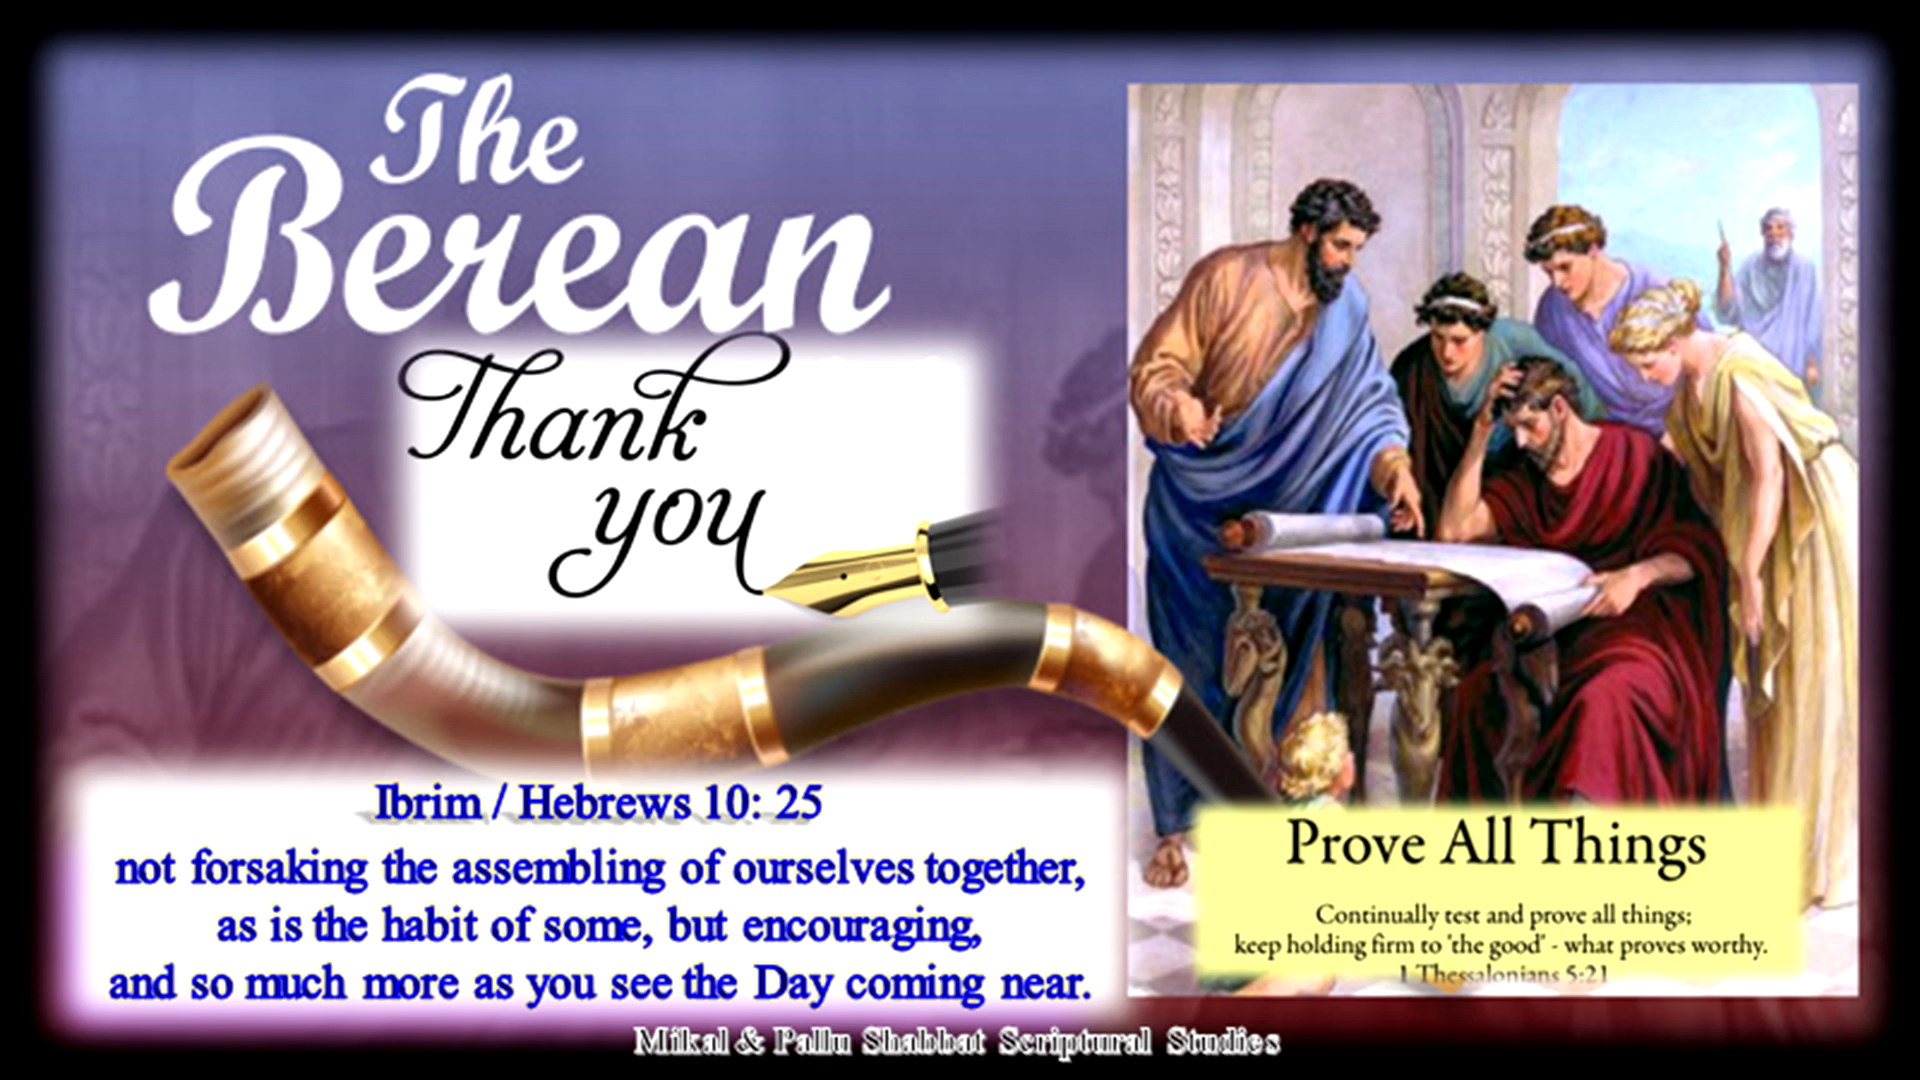 The
Berean
Thank
you
Ibrim / Hebrews 10: 25
not forsaking the assembling of ourselves together,
as is the habit of some, but encouraging,
and so much more as you see the Day coming near.
Prove All Things
Continually test and prove all things;
keep holding firm to 'the good' - what proves worthy.
1 Thessalonians 5:21
Mikal & Pallu Shabbat Scriptural Studies